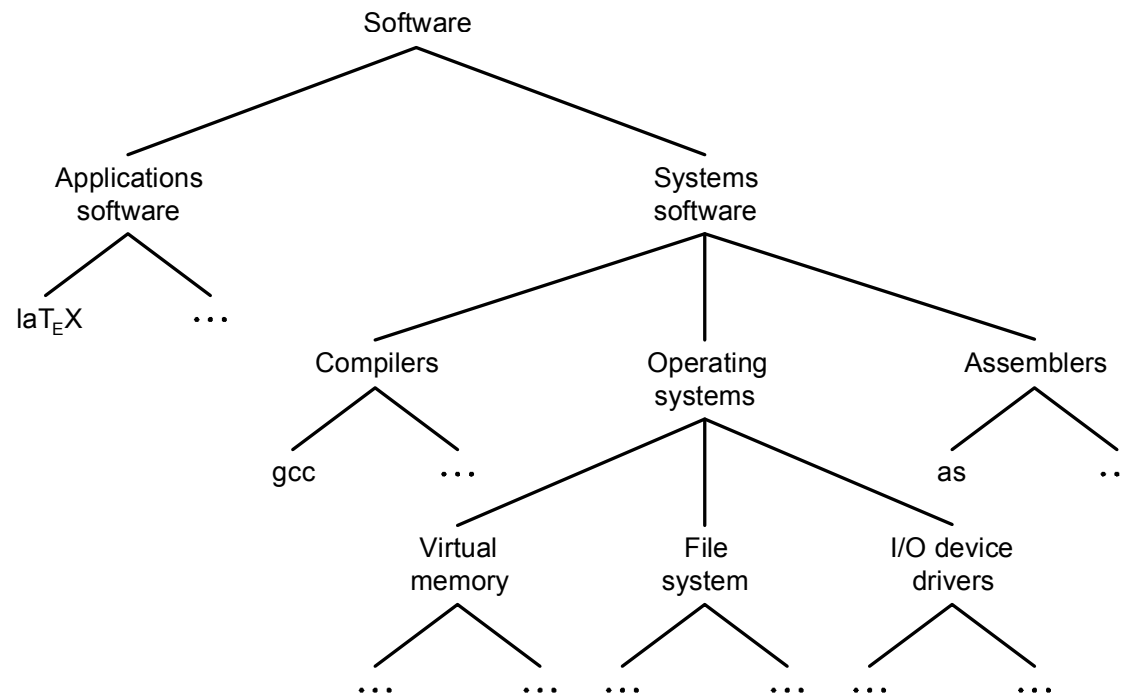 Software
Applications
software
Systems
software
laTEX
...
Compilers
Operating
systems
Assemblers
gcc
...
as
..
Virtual
memory
File
system
I/O device
drivers
...
...
...
...
...
...